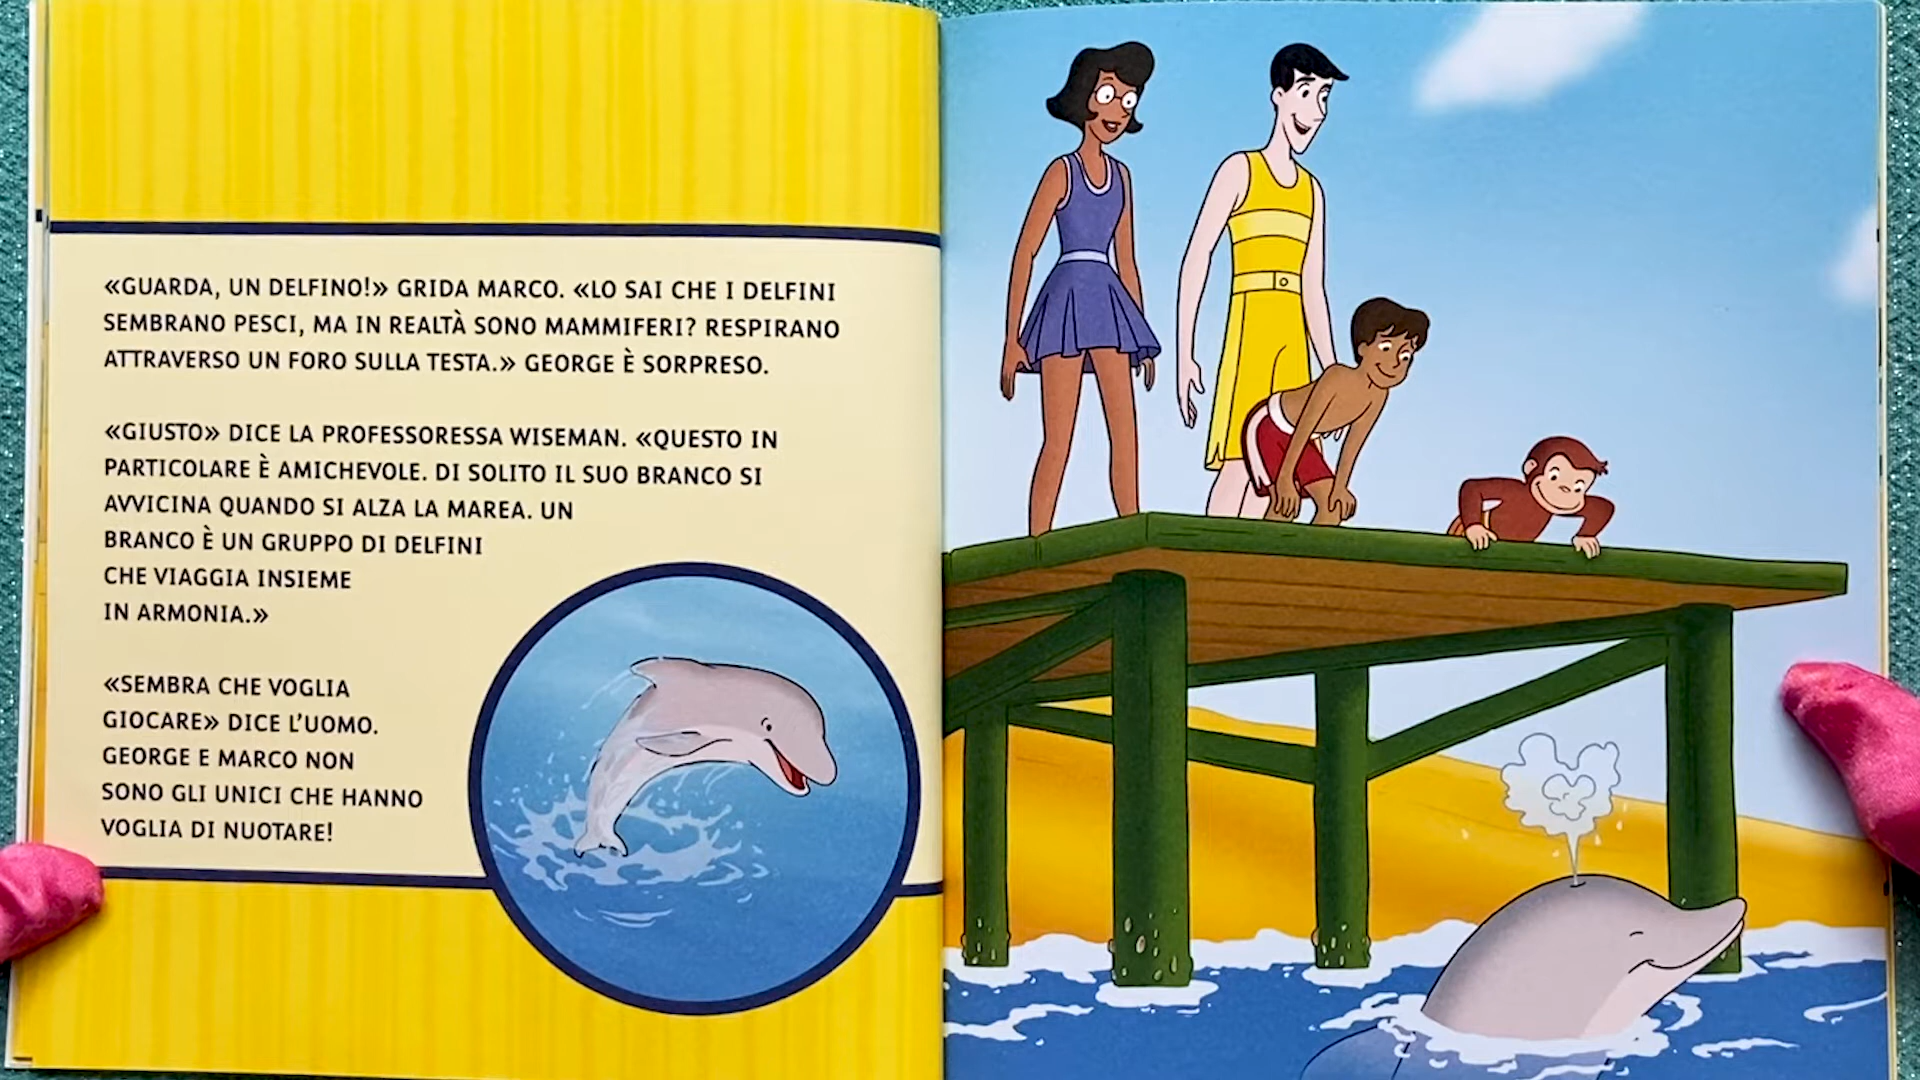 «GUARDA, UN DELFINO!» GRIDA MARCO. «LO SAI CHE I DELFINI
SEMBRANO PESCI, MA IN REALTÀ SONO MAMMIFERI? RESPIRANO
ATTRAVERSO UN FORO SULLA TESTA.» GEORGE È SORPRESO.
«GIUSTO» DICE LA PROFESSORESSA WISEMAN. «QUESTO IN
PARTICOLARE È AMICHEVOLE. DI SOLITO IL SUO BRANCO SI
AVVICINA QUANDO SI ALZA LA MAREA. UN
BRANCO È UN GRUPPO DI DELFINI
CHE VIAGGIA INSIEME
IN ARMONIA.»
«SEMBRA CHE VOGLIA
GIOCARE» DICE L'UOMO.
GEORGE E MARCO NON
SONO GLI UNICI CHE HANNO
VOGLIA DI NUOTARE!